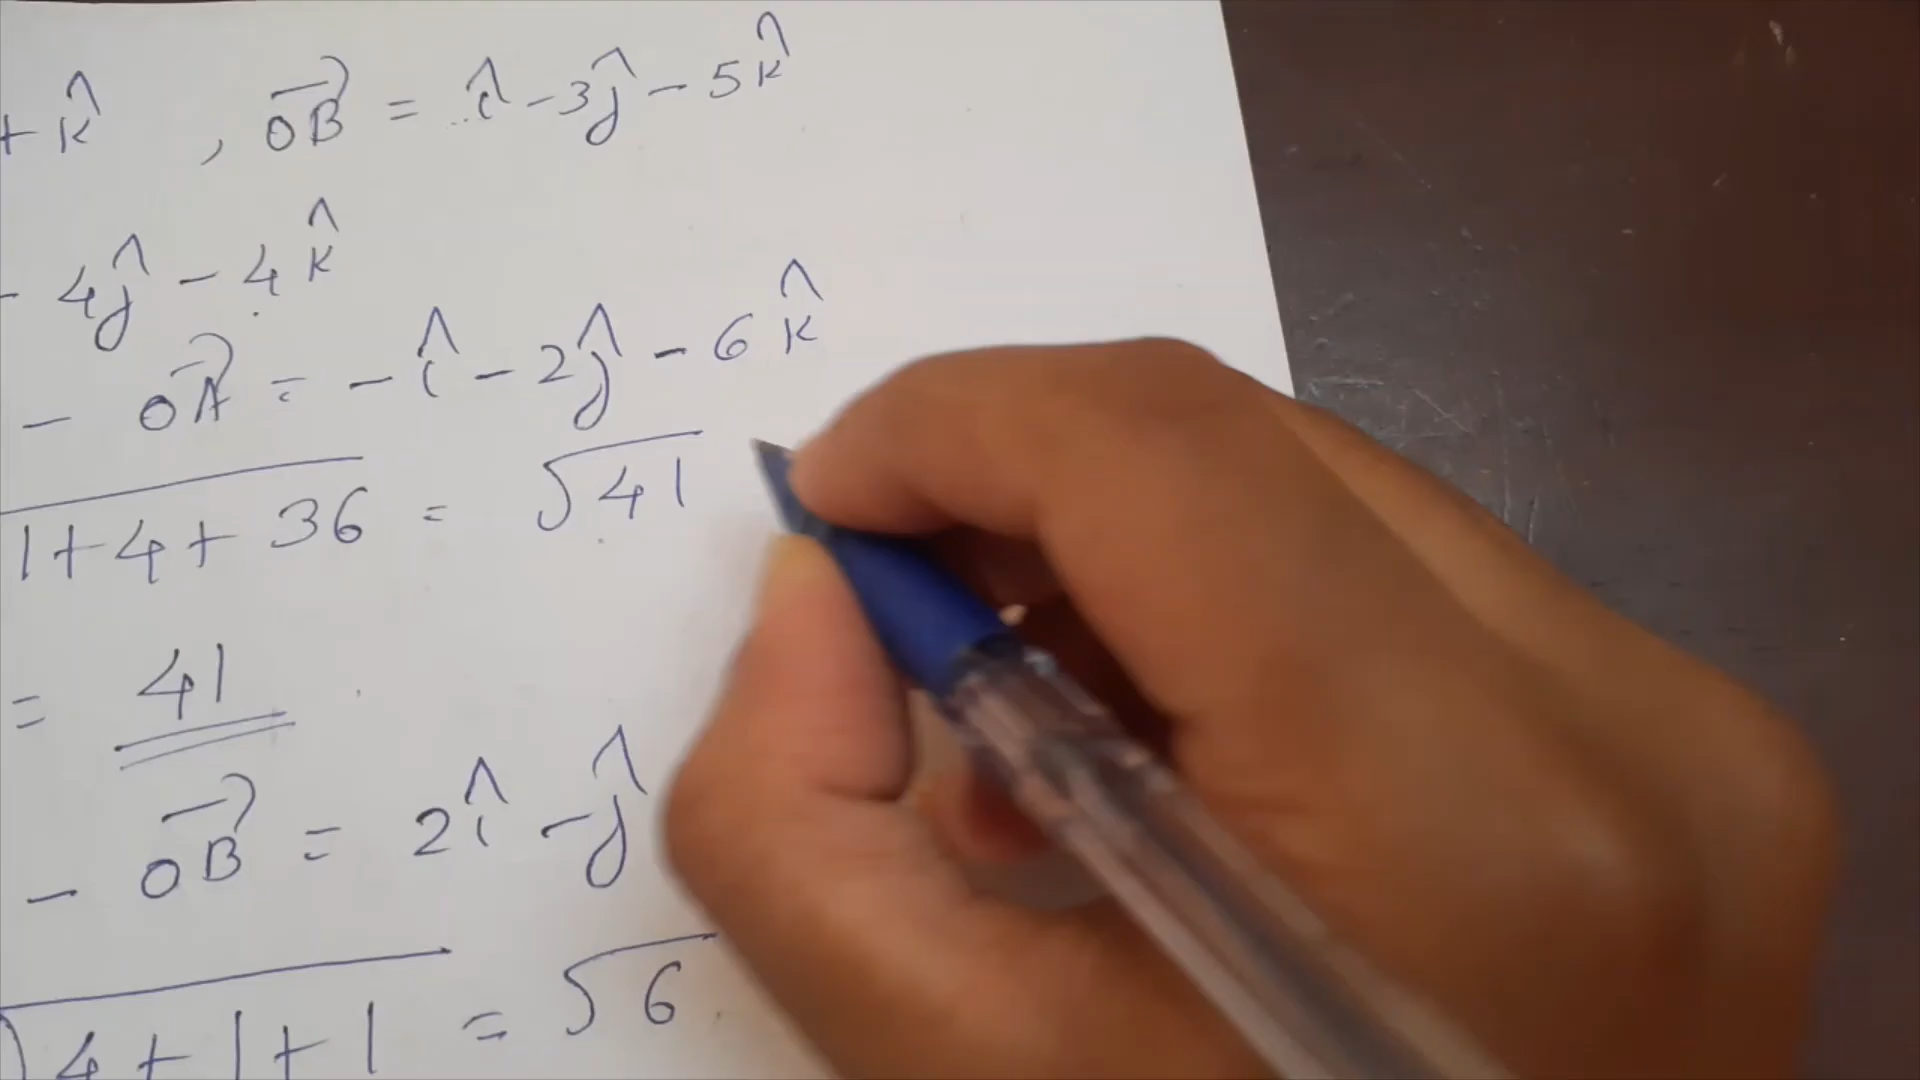 + k̂ , OB⃗ = î - 3ĵ - 5k̂
- 4ĵ - 4k̂
- OA⃗ = - î - 2ĵ - 6k̂
1+4+36 = √41
= 41
- OB⃗ = 2î - ĵ
√4+1+1 = √6